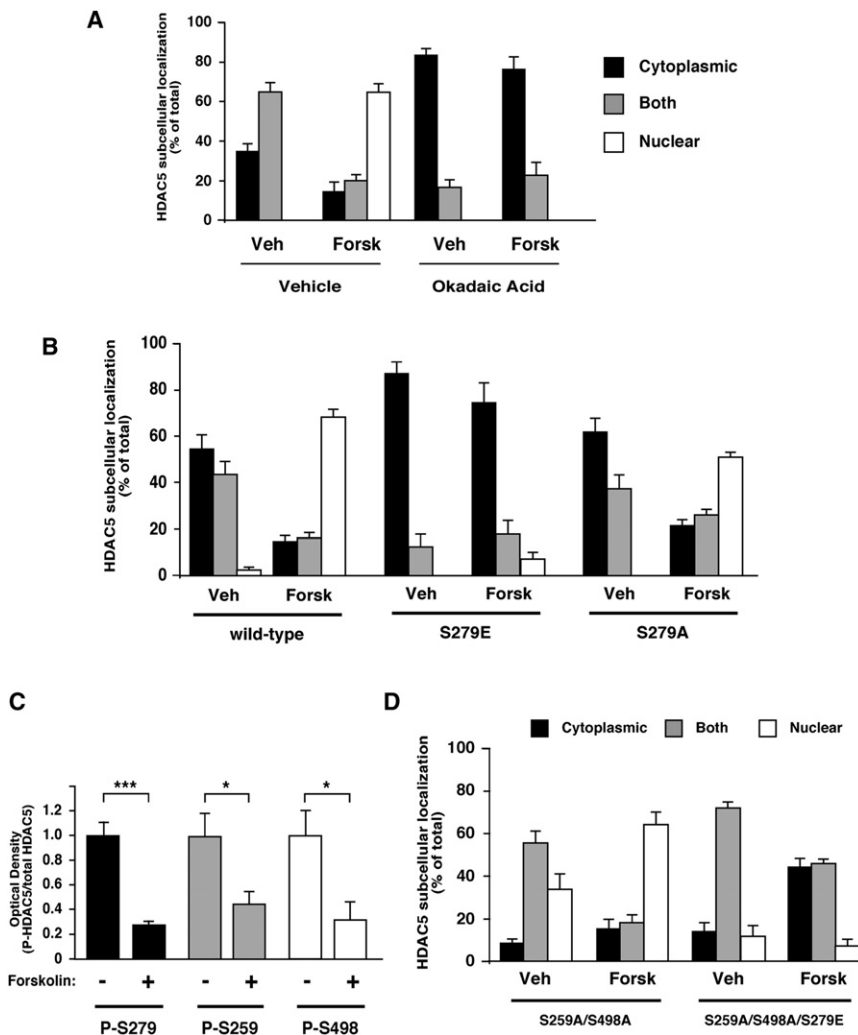 A
HDAC5 subcellular localization
(% of total)
100
80
60
40
20
0
Cytoplasmic
Both
Nuclear
Veh
Forsk
Veh
Forsk
Vehicle
Okadaic Acid
B
HDAC5 subcellular localization
(% of total)
100
80
60
40
20
0
Veh
Forsk
Veh
Forsk
Veh
Forsk
wild-type
S279E
S279A
C
Optical Density
(P-HDAC5/total HDAC5)
1.2
1.0
0.8
0.6
0.4
0.2
0
***
*
*
Forskolin: - + - + - +
P-S279
P-S259
P-S498
D
Cytoplasmic
Both
Nuclear
HDAC5 subcellular localization
(% of total)
100
80
60
40
20
0
Veh
Forsk
Veh
Forsk
S259A/S498A
S259A/S498A/S279E